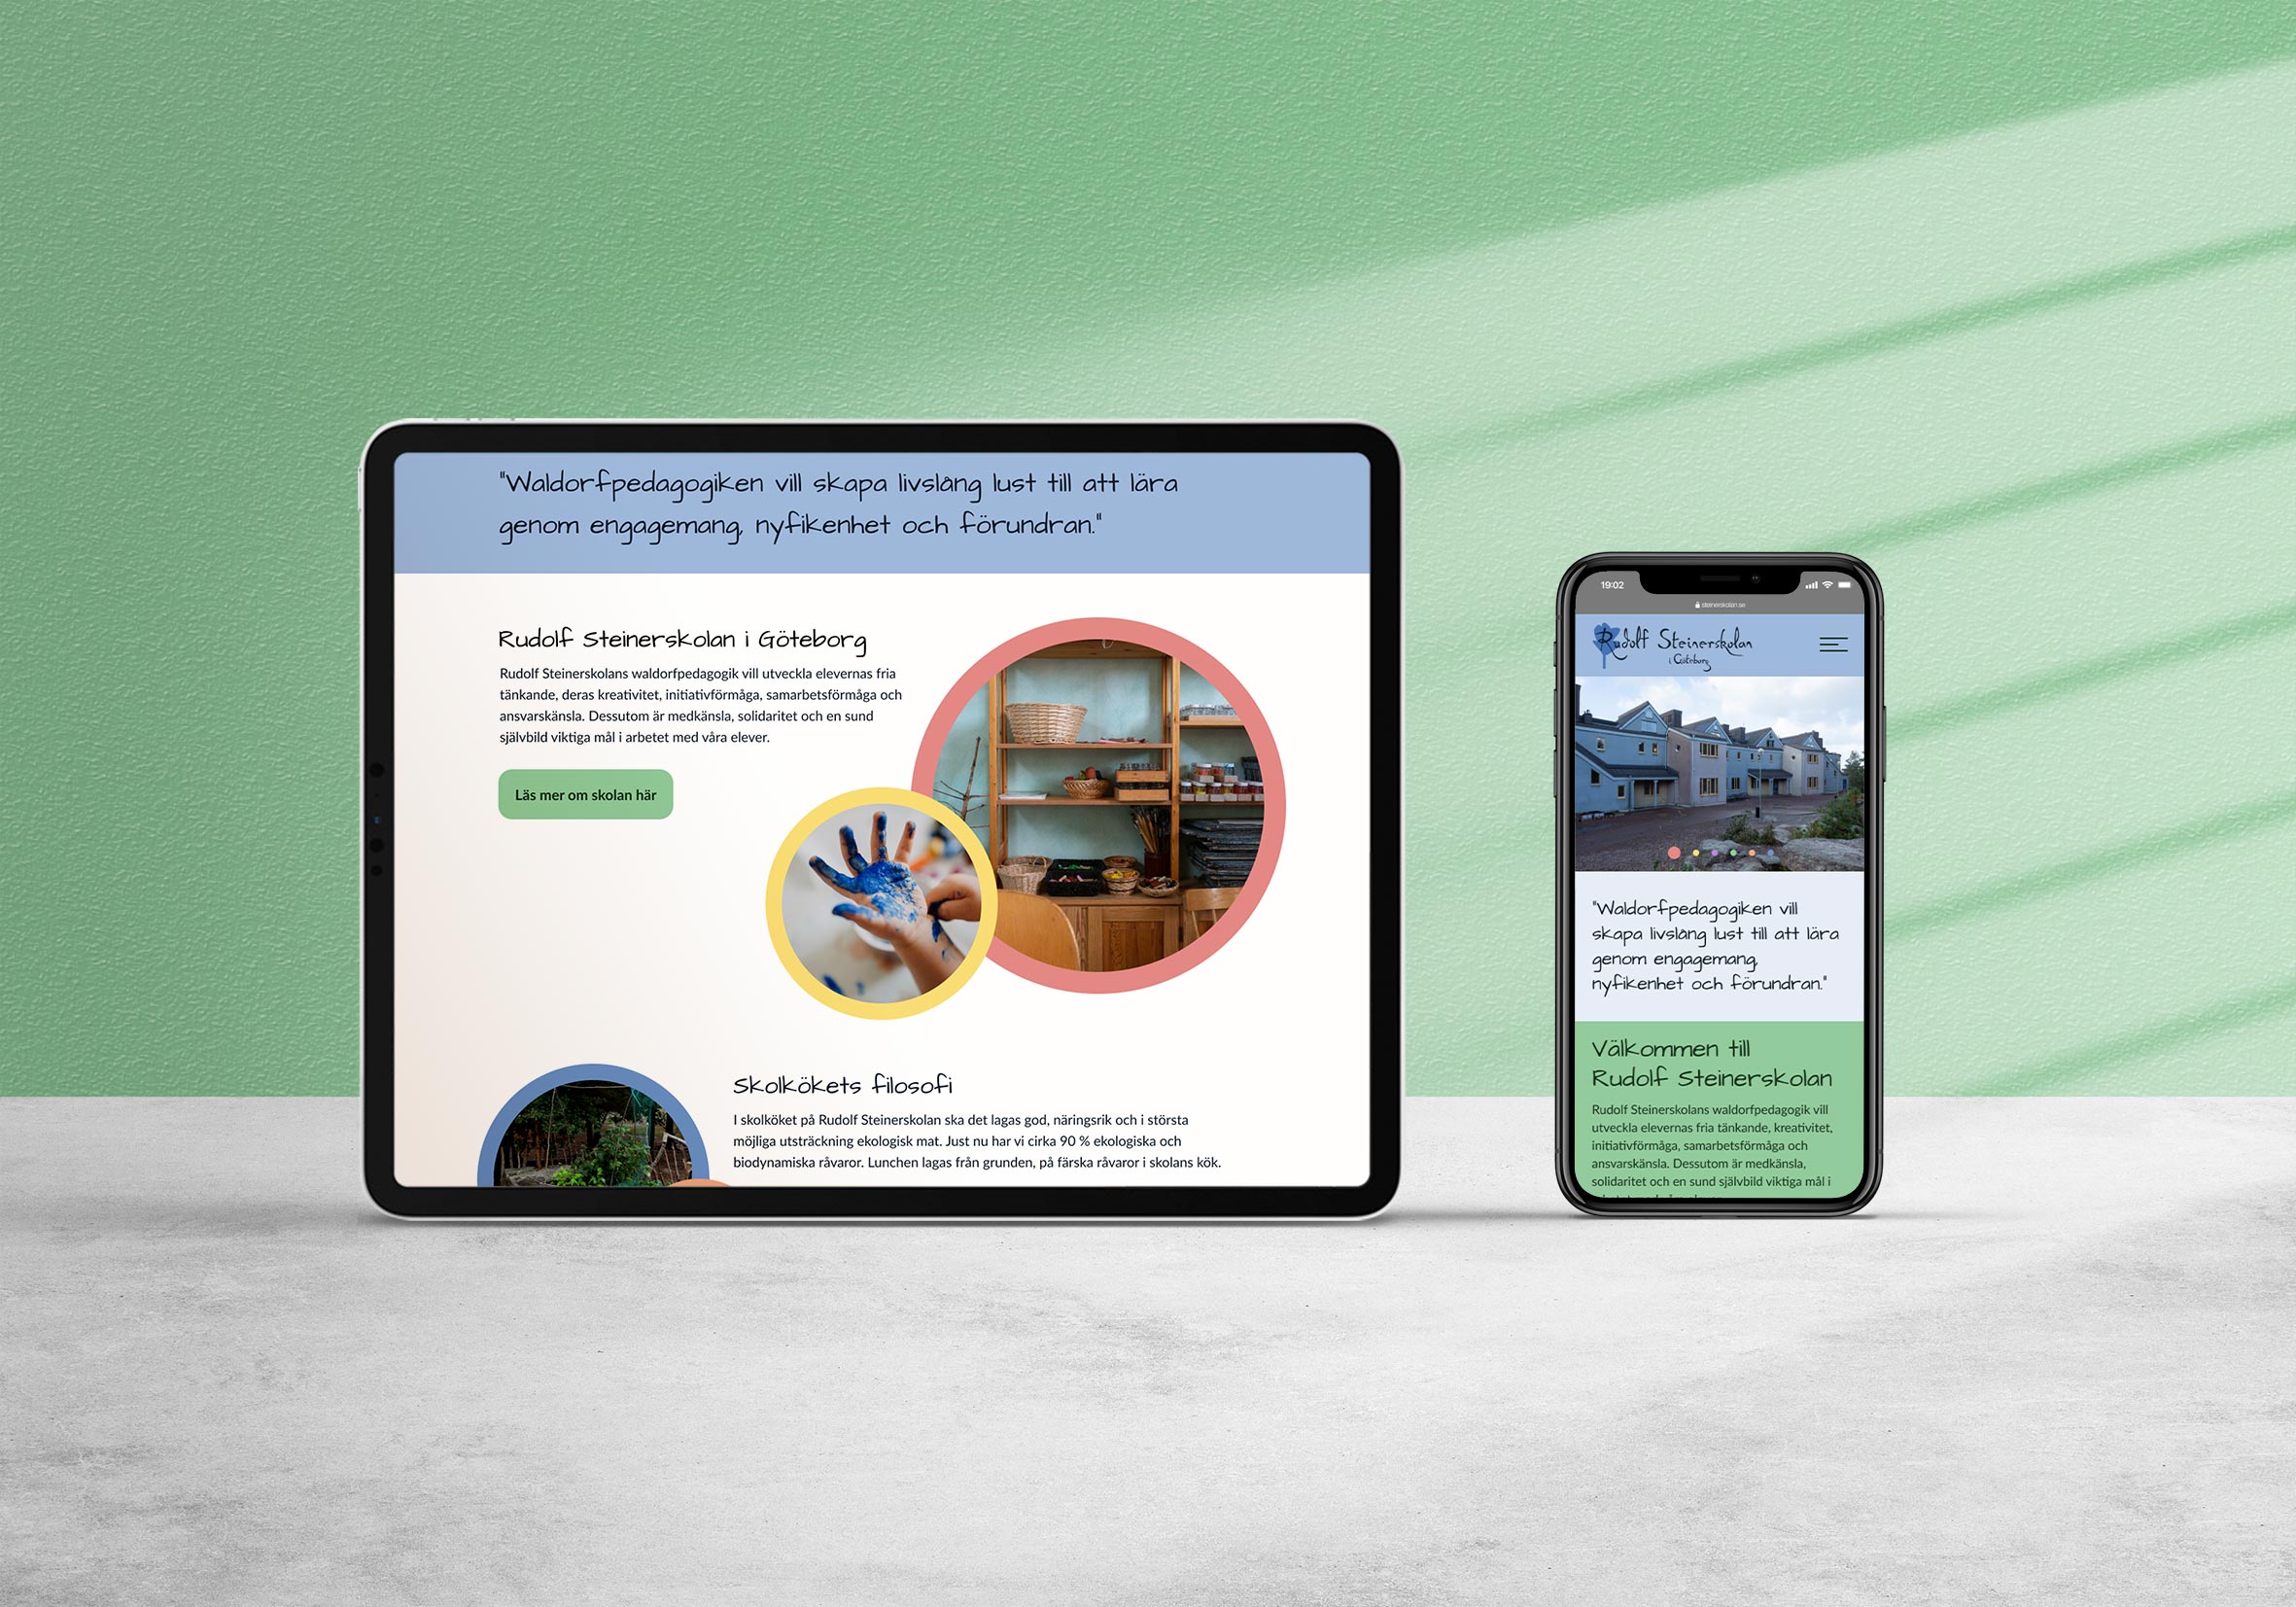 "Waldorfpedagogiken vill skapa livslång lust till att lära
genom engagemang, nyfikenhet och förundran."
Rudolf Steinerskolan i Göteborg
Rudolf Steinerskolans waldorfpedagogik vill utveckla elevernas fria
tänkande, deras kreativitet, initiativförmåga, samarbetsförmåga och
ansvarskänsla. Dessutom är medkänsla, solidaritet och en sund
självbild viktiga mål i arbetet med våra elever.
Läs mer om skolan här
Skolkökets filosofi
I skolköket på Rudolf Steinerskolan ska det lagas god, näringsrik och i största
möjliga utsträckning ekologisk mat. Just nu har vi cirka 90 % ekologiska och
biodynamiska råvaror. Lunchen lagas från grunden, på färska råvaror i skolans kök.
19:02
steinerskolan.se
Rudolf Steinerskolan
i Göteborg
"Waldorfpedagogiken vill
skapa livslång lust till att lära
genom engagemang,
nyfikenhet och förundran."
Välkommen till
Rudolf Steinerskolan
Rudolf Steinerskolans waldorfpedagogik vill
utveckla elevernas fria tänkande, kreativitet,
initiativförmåga, samarbetsförmåga och
ansvarskänsla. Dessutom är medkänsla,
solidaritet och en sund självbild viktiga mål i